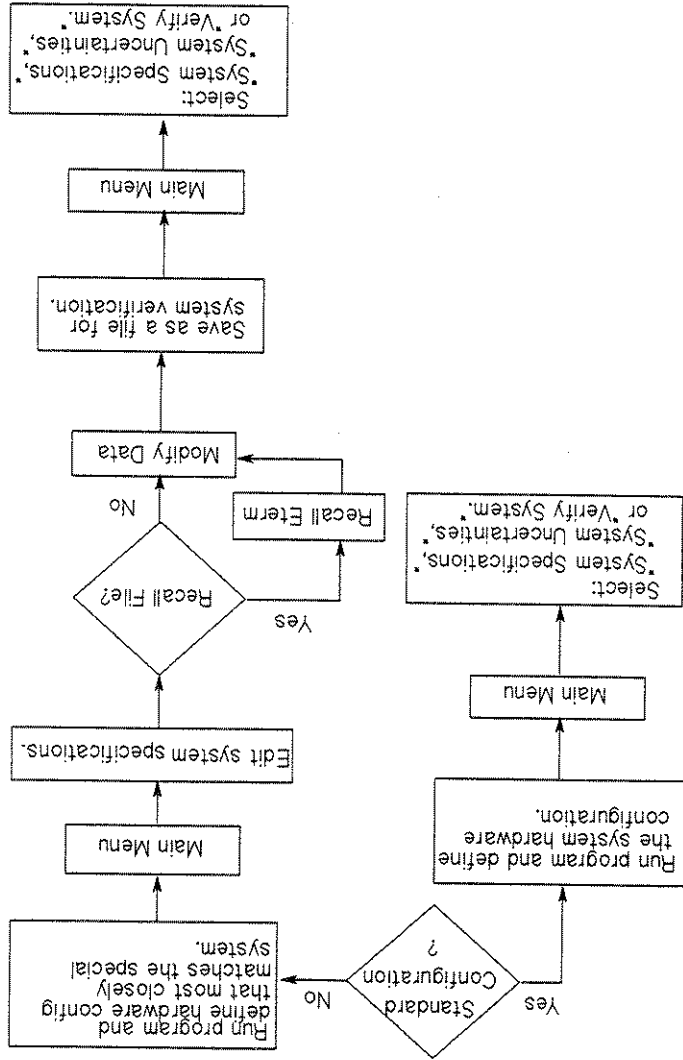 Standard
Configuration
?
Yes
No
Run program and define
the system hardware
configuration.
Main Menu
Select:
"System Specifications,"
"System Uncertainties,"
or "Verify System".
Run program and
define hardware config
that most closely
matches the special
system.
Main Menu
Edit system specifications.
Recall File?
Yes
No
Recall Eterm
Modify Data
Save as a file for
system verification.
Main Menu
Select:
"System Specifications,"
"System Uncertainties,"
or "Verify System".